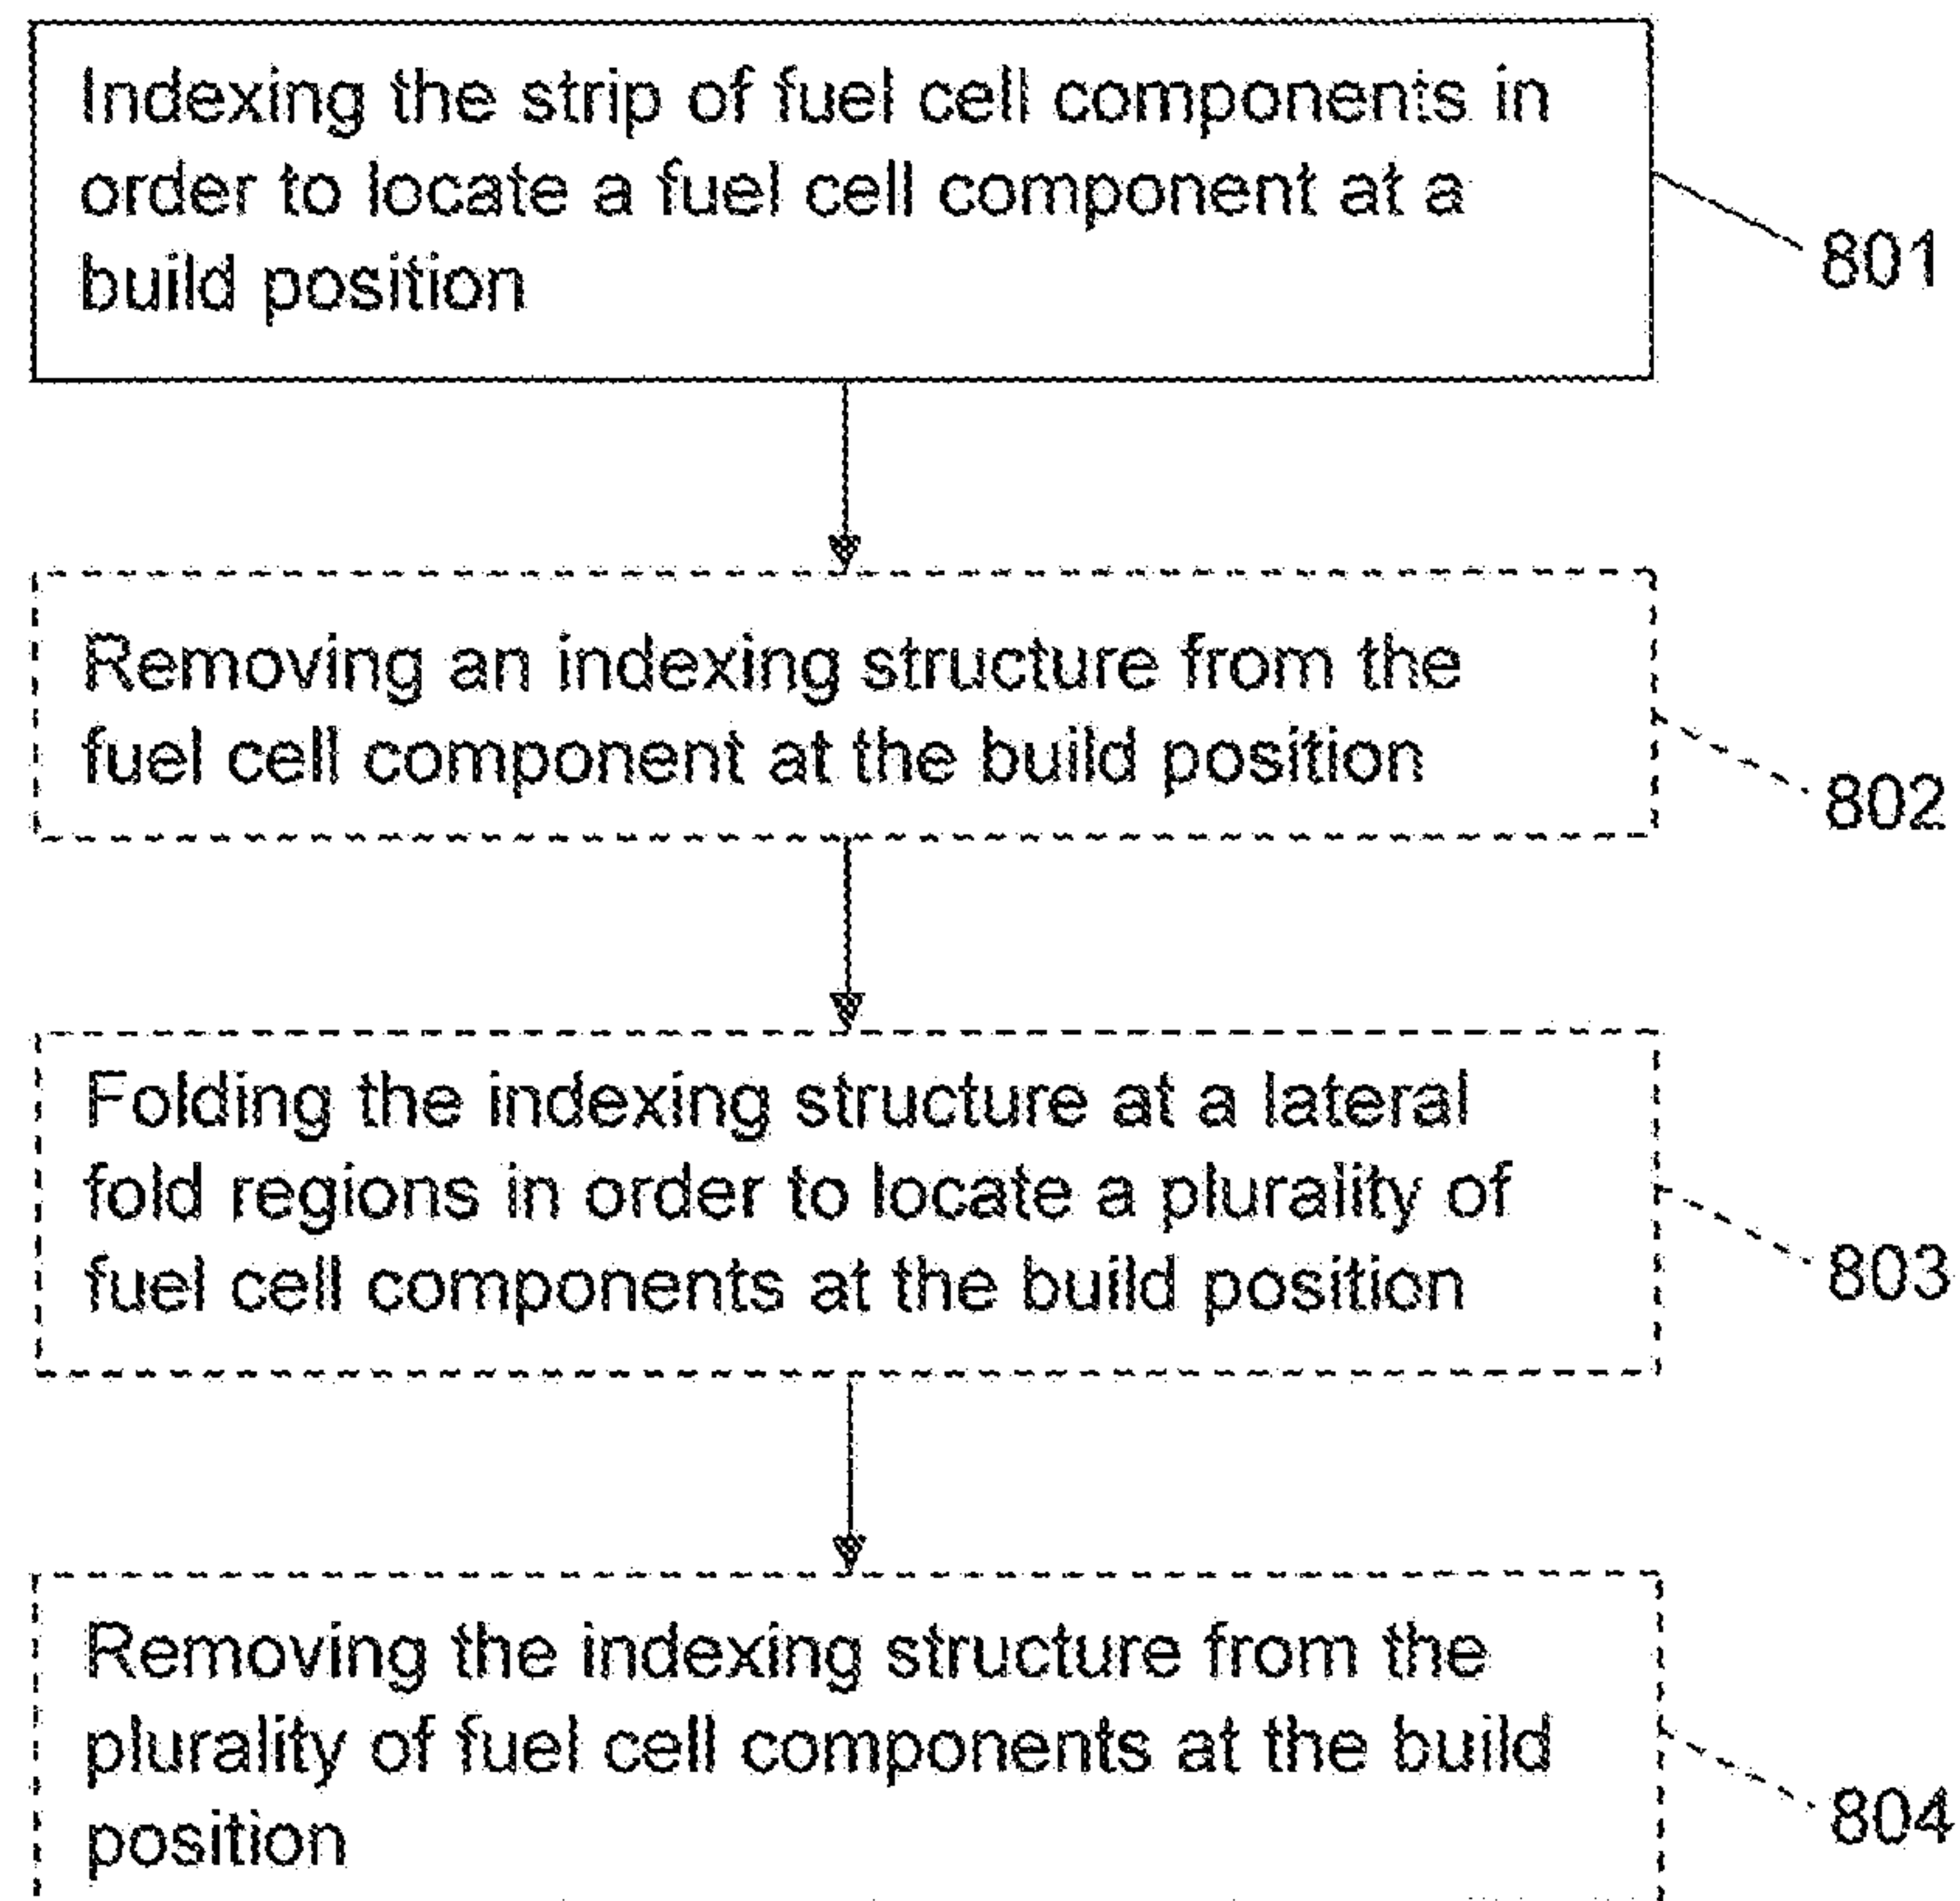 Indexing the strip of fuel cell components in
order to locate a fuel cell component at a
build position
801
Removing an indexing structure from the
fuel cell component at the build position
802
Folding the indexing structure at a lateral
fold regions in order to locate a plurality of
fuel cell components at the build position
803
Removing the indexing structure from the
plurality of fuel cell components at the build
position
804